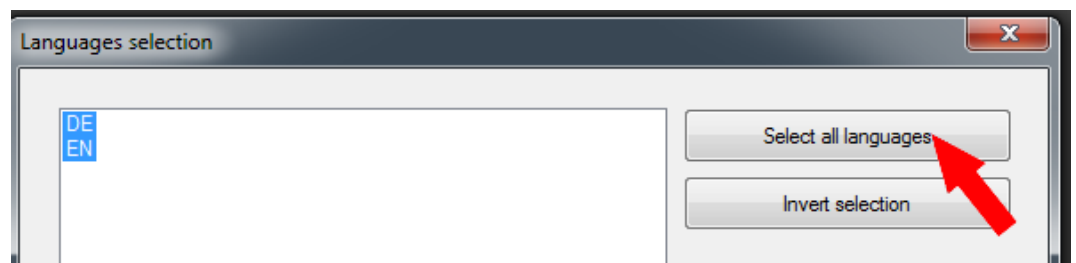 Languages selection
DE
EN
Select all languages
Invert selection